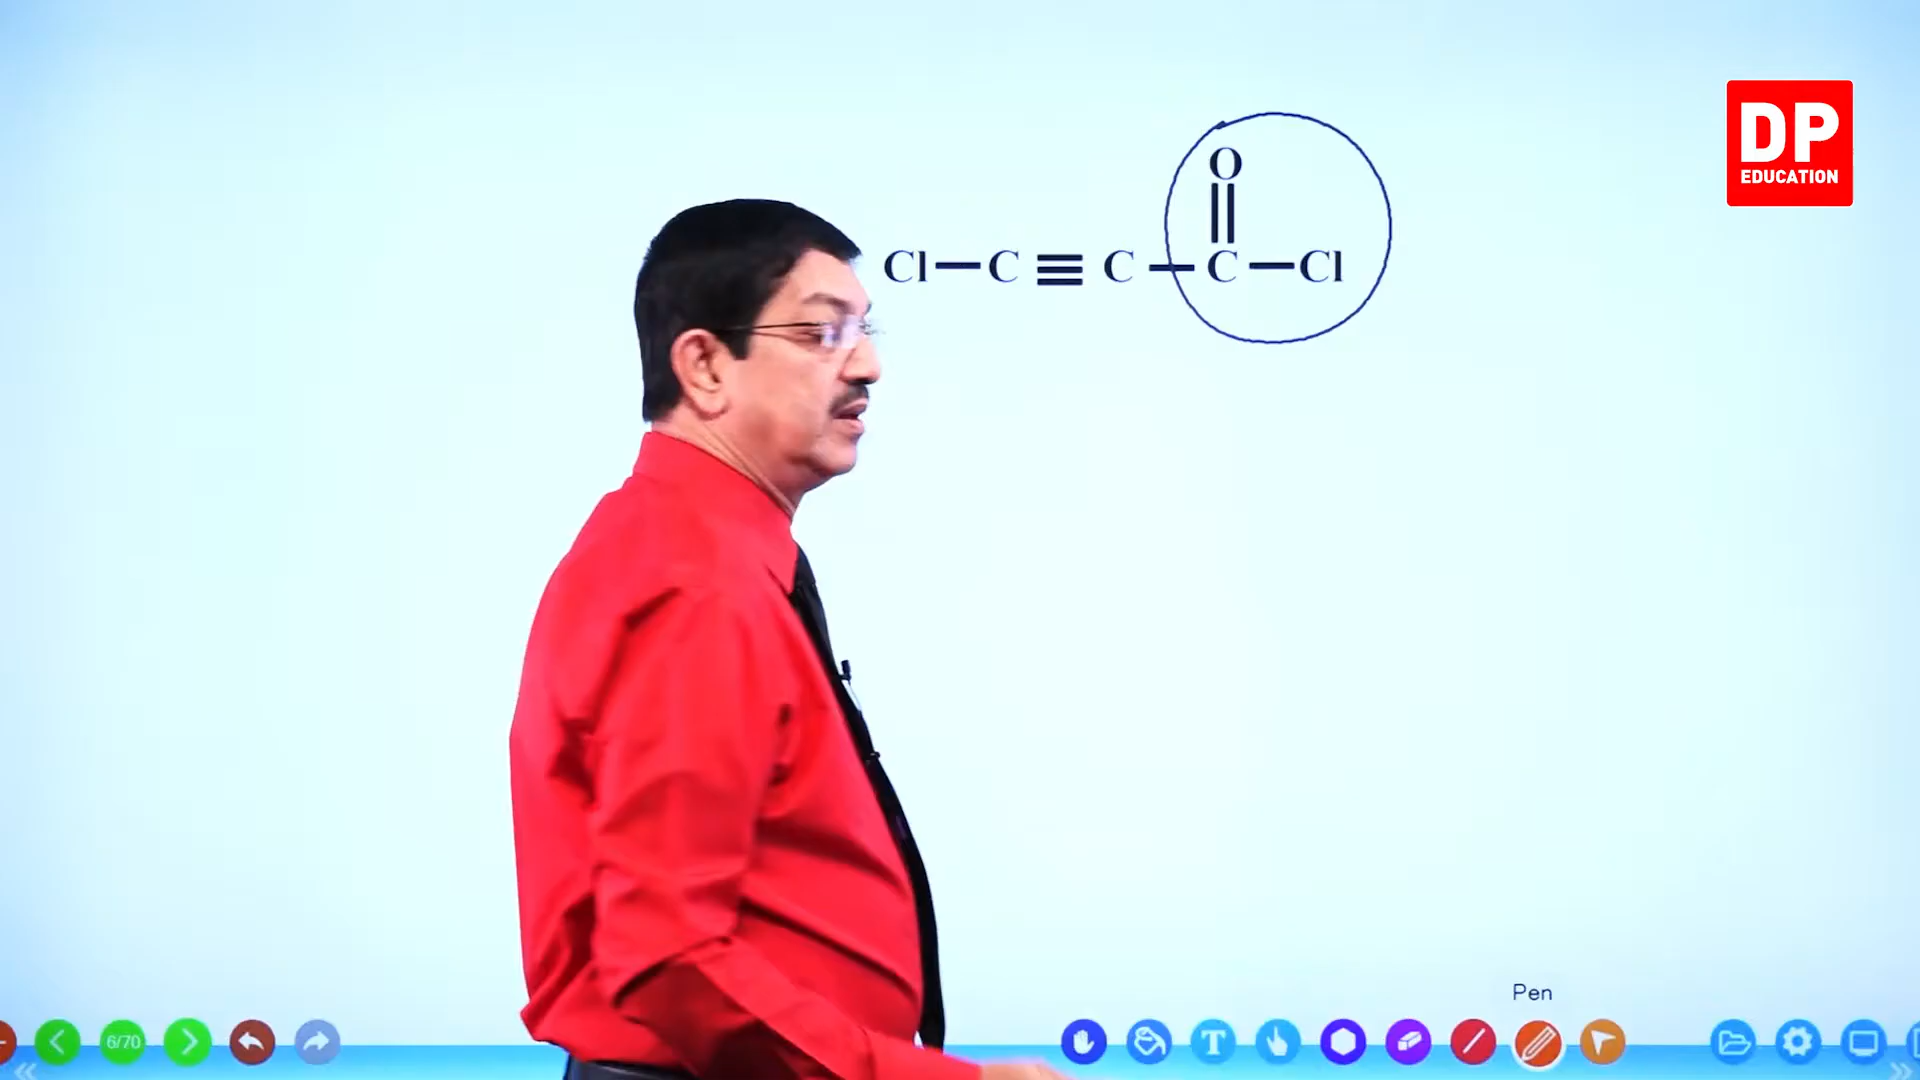 DP
EDUCATION
O
Cl—C≡C—C—Cl
Pen
6/70
T